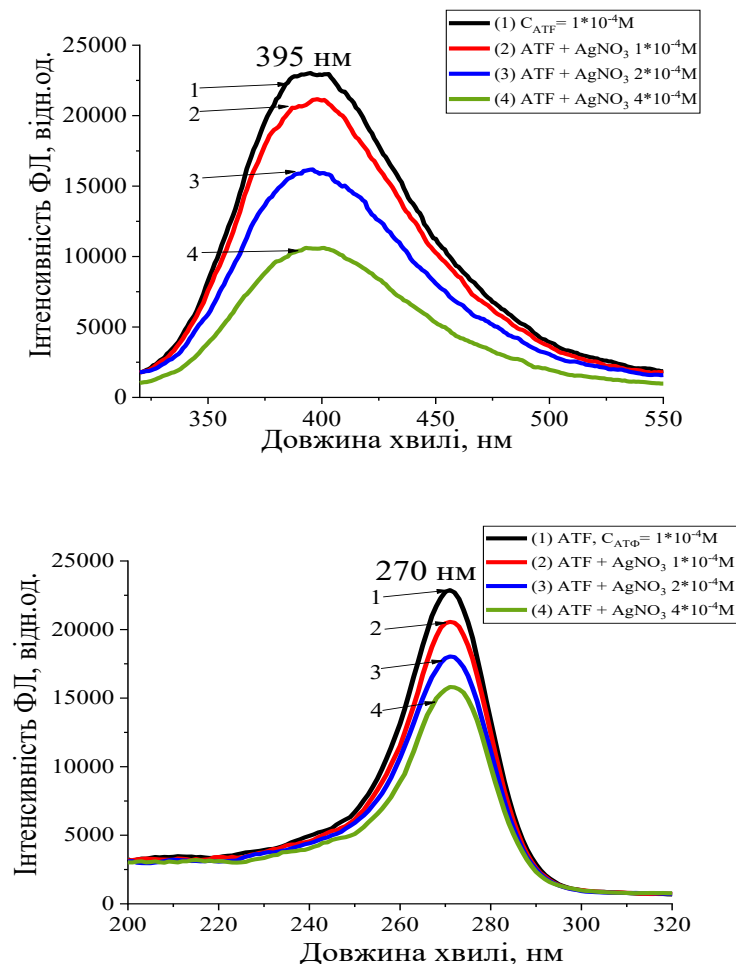 (1) C_ATF= 1*10⁻⁴M
(2) ATF + AgNO₃ 1*10⁻⁴M
(3) ATF + AgNO₃ 2*10⁻⁴M
(4) ATF + AgNO₃ 4*10⁻⁴M
395 нм
1
2
3
4
Інтенсивність ФЛ, відн.од.
25000
20000
15000
10000
5000
0
350 400 450 500 550
Довжина хвилі, нм
(1) ATF, C_АТФ= 1*10⁻⁴M
(2) ATF + AgNO₃ 1*10⁻⁴M
(3) ATF + AgNO₃ 2*10⁻⁴M
(4) ATF + AgNO₃ 4*10⁻⁴M
270 нм
1
2
3
4
Інтенсивність ФЛ, відн.од.
25000
20000
15000
10000
5000
0
200 220 240 260 280 300 320
Довжина хвилі, нм